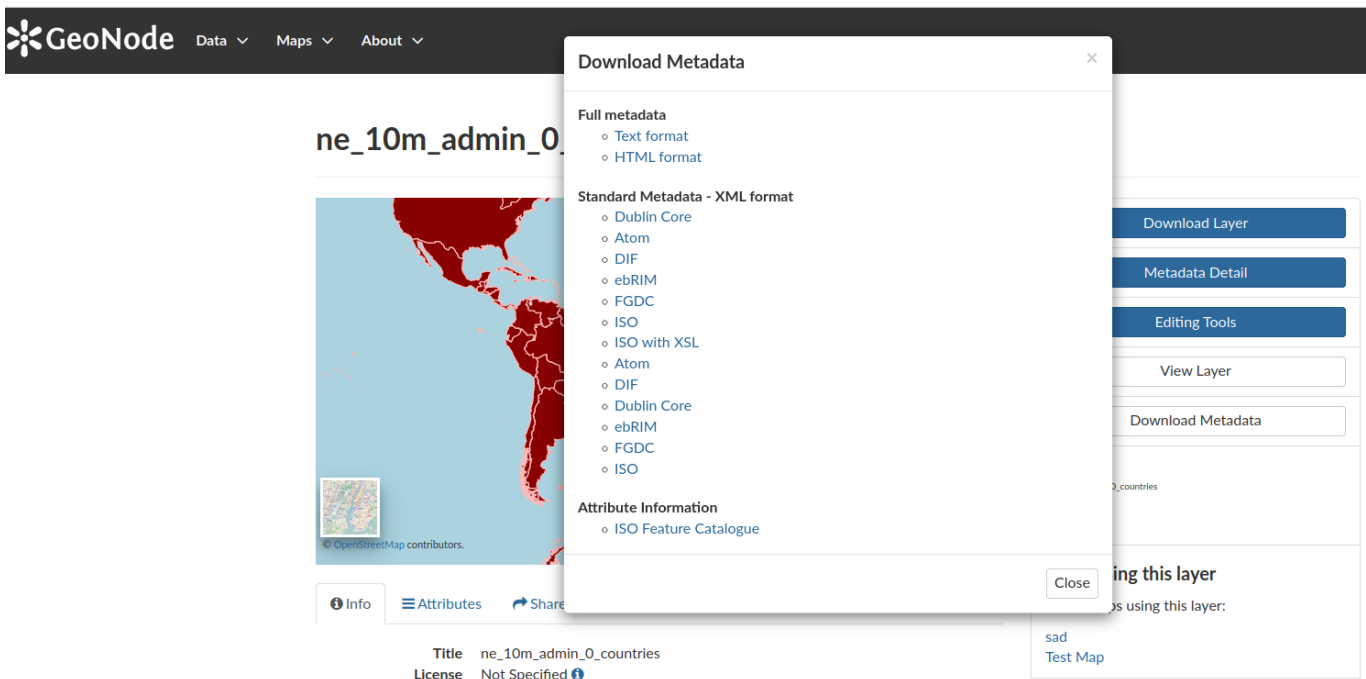 GeoNode Data Maps About
Download Metadata ×
Full metadata
Text format
HTML format
Standard Metadata - XML format
Dublin Core
Atom
DIF
ebRIM
FGDC
ISO
ISO with XSL
Atom
DIF
Dublin Core
ebRIM
FGDC
ISO
Attribute Information
ISO Feature Catalogue
Close
ne_10m_admin_0_
© OpenStreetMap contributors.
Info Attributes Share
Title ne_10m_admin_0_countries
License Not Specified
Download Layer
Metadata Detail
Editing Tools
View Layer
Download Metadata
0_countries
ing this layer
ps using this layer:
sad
Test Map